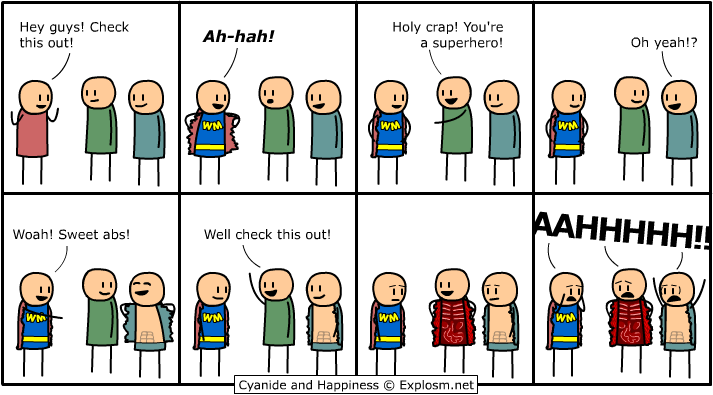 Hey guys! Check
this out!
Ah-hah!
WM
Holy crap! You're
a superhero!
WM
Oh yeah!?
WM
Woah! Sweet abs!
WM
Well check this out!
WM
WM
AAHHHHH!!
WM
Cyanide and Happiness © Explosm.net